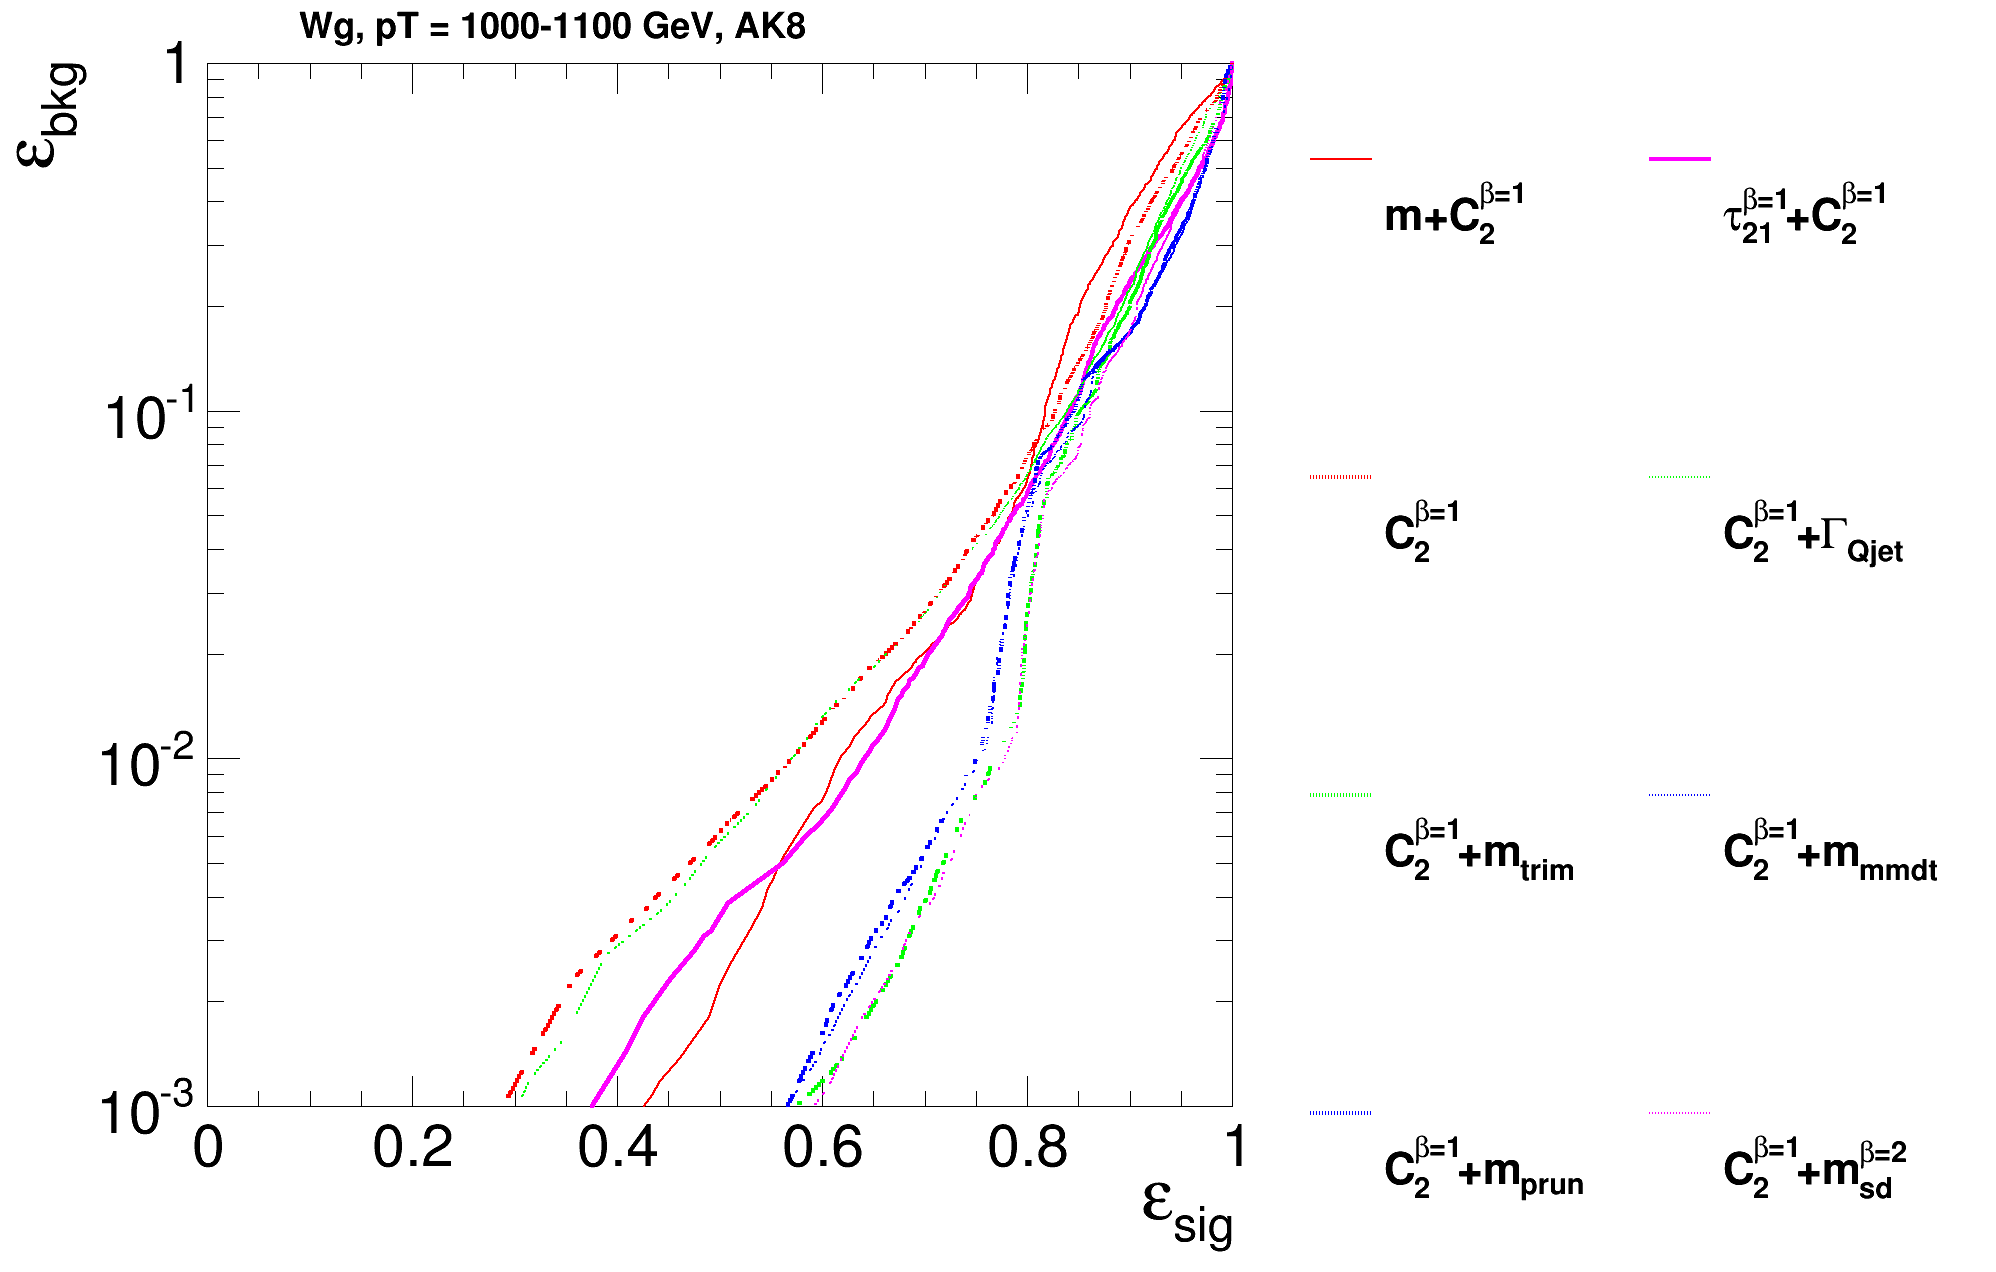 Wg, pT = 1000-1100 GeV, AK8
ε_bkg
1
10^-1
10^-2
10^-3
0 0.2 0.4 0.6 0.8 1
ε_sig
m+C_2^β=1
τ_21^β=1+C_2^β=1
C_2^β=1
C_2^β=1+Γ_Qjet
C_2^β=1+m_trim
C_2^β=1+m_mmdt
C_2^β=1+m_prun
C_2^β=1+m_sd^β=2